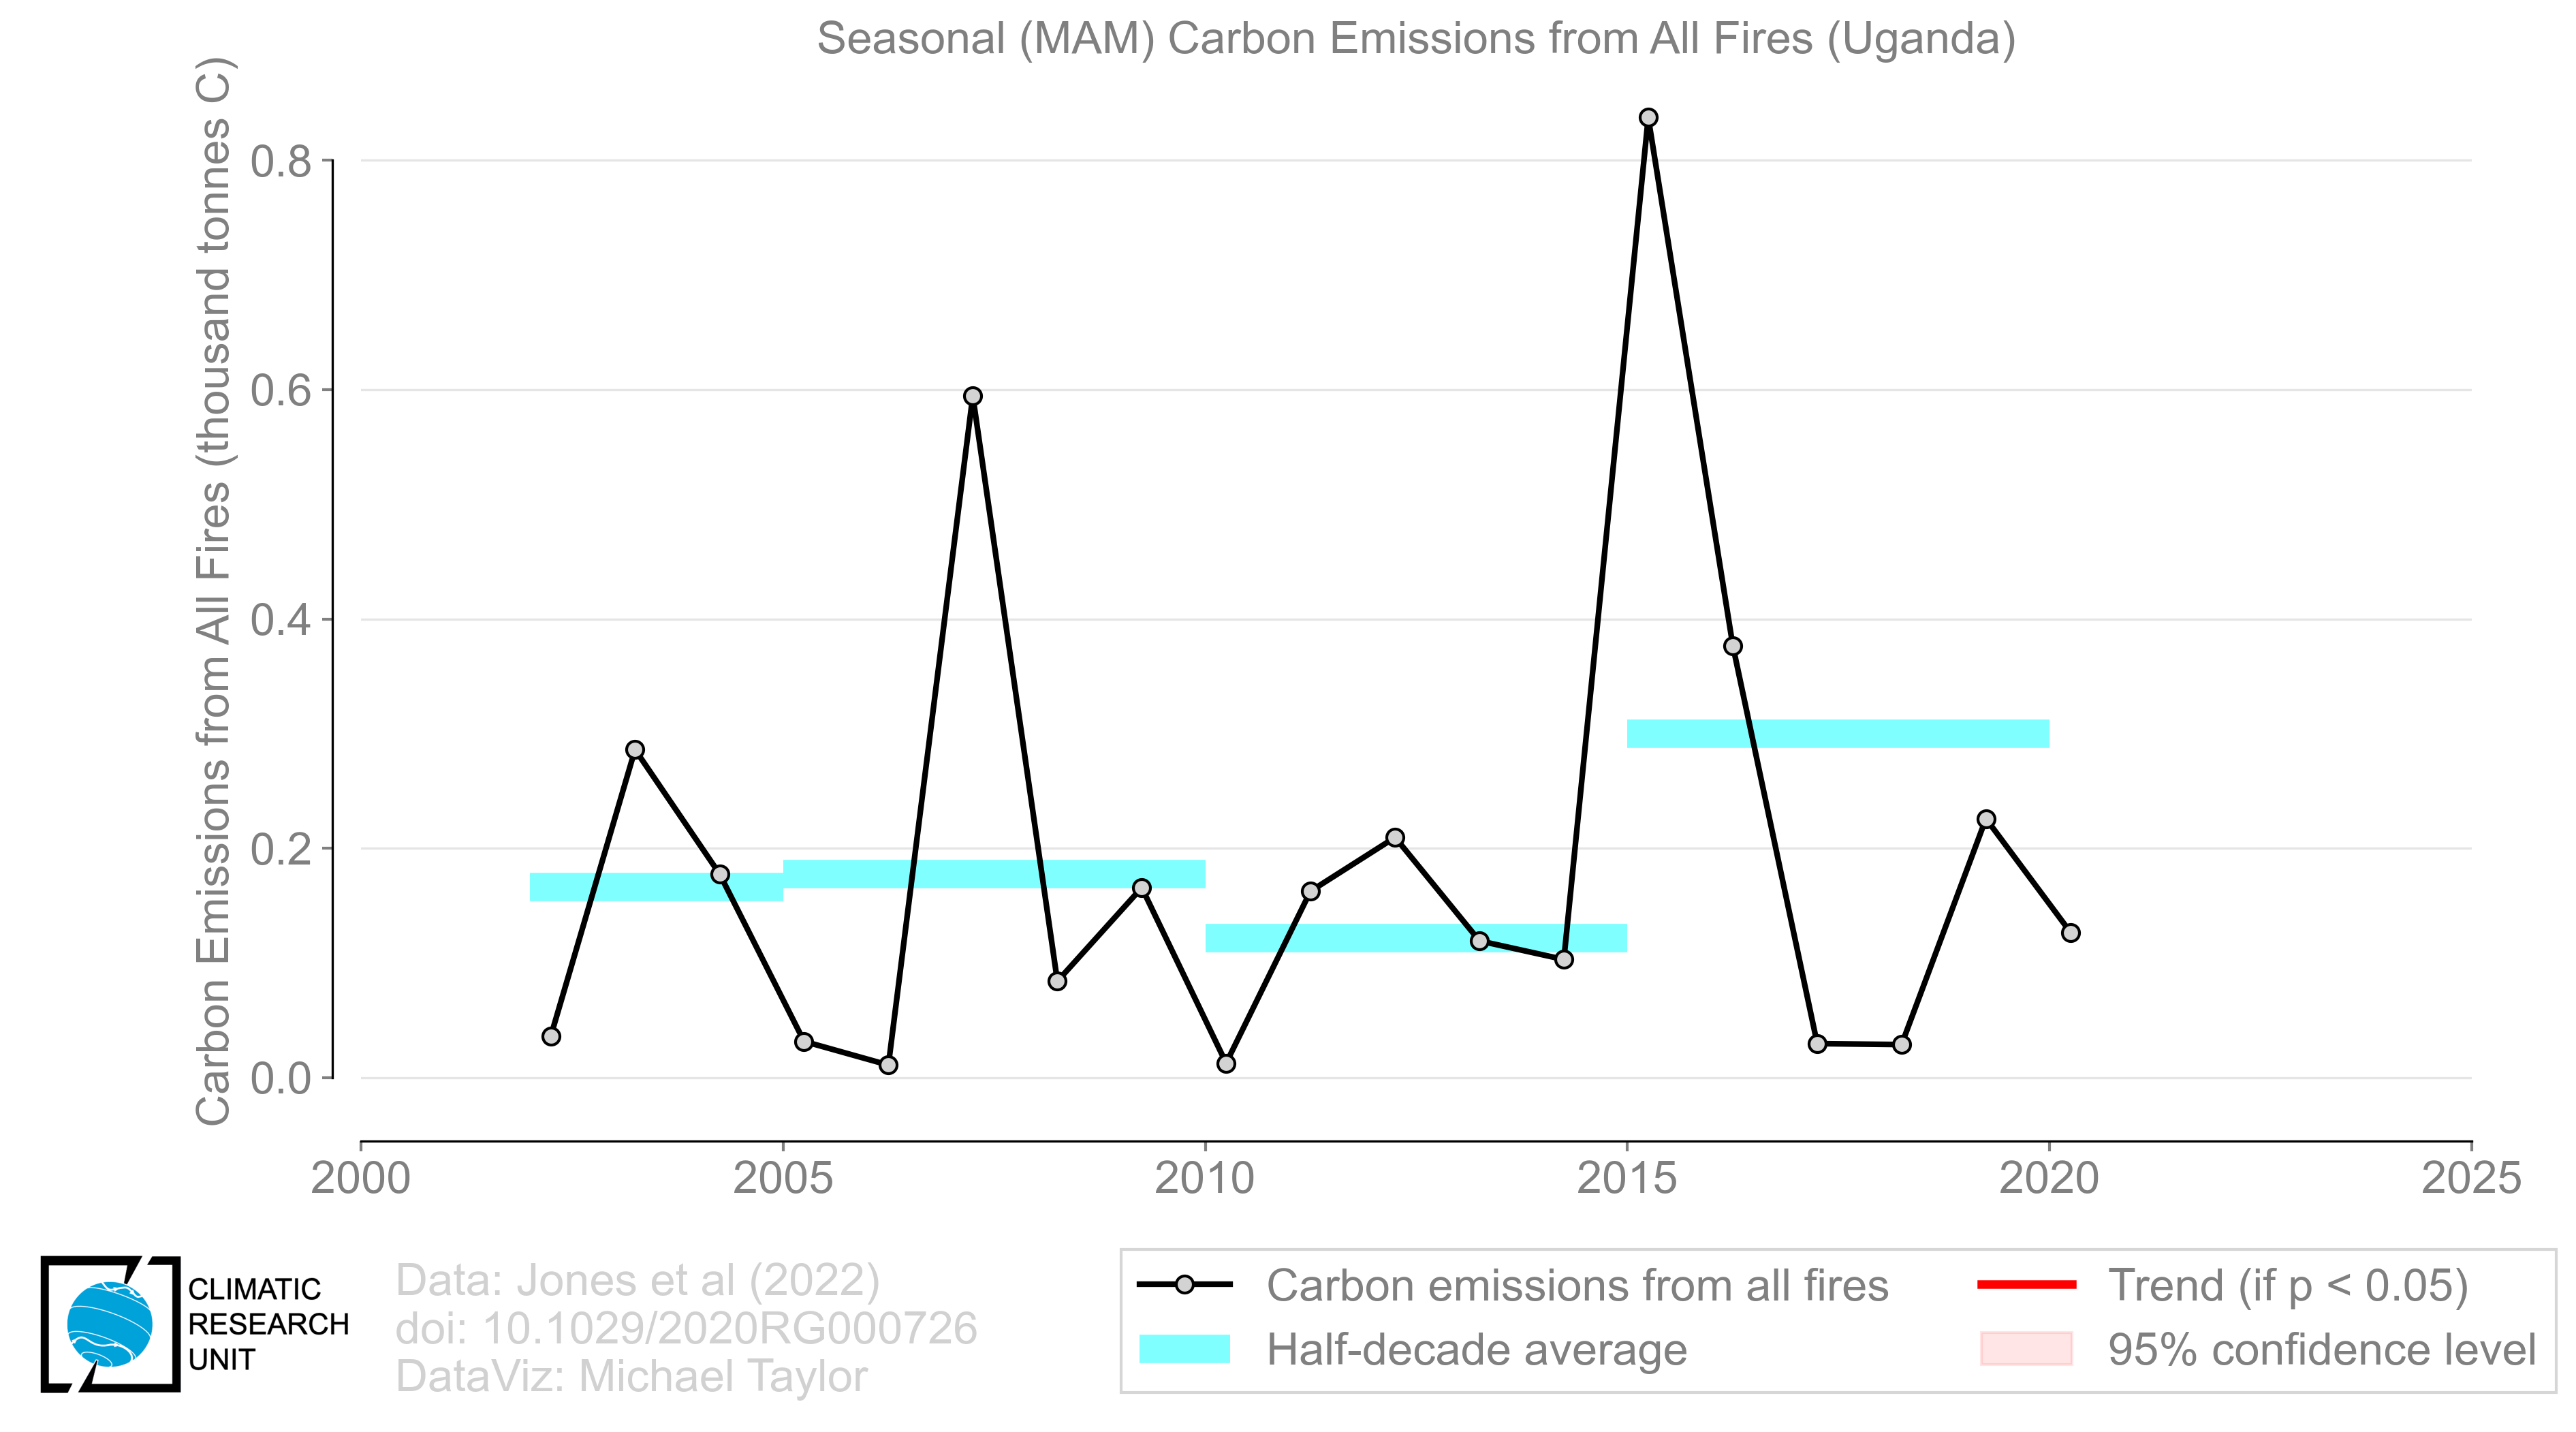 Seasonal (MAM) Carbon Emissions from All Fires (Uganda)
Carbon Emissions from All Fires (thousand tonnes C)
0.8
0.6
0.4
0.2
0.0
2000 2005 2010 2015 2020 2025
CLIMATIC
RESEARCH
UNIT
Data: Jones et al (2022)
doi: 10.1029/2020RG000726
DataViz: Michael Taylor
Carbon emissions from all fires
Half-decade average
Trend (if p < 0.05)
95% confidence level